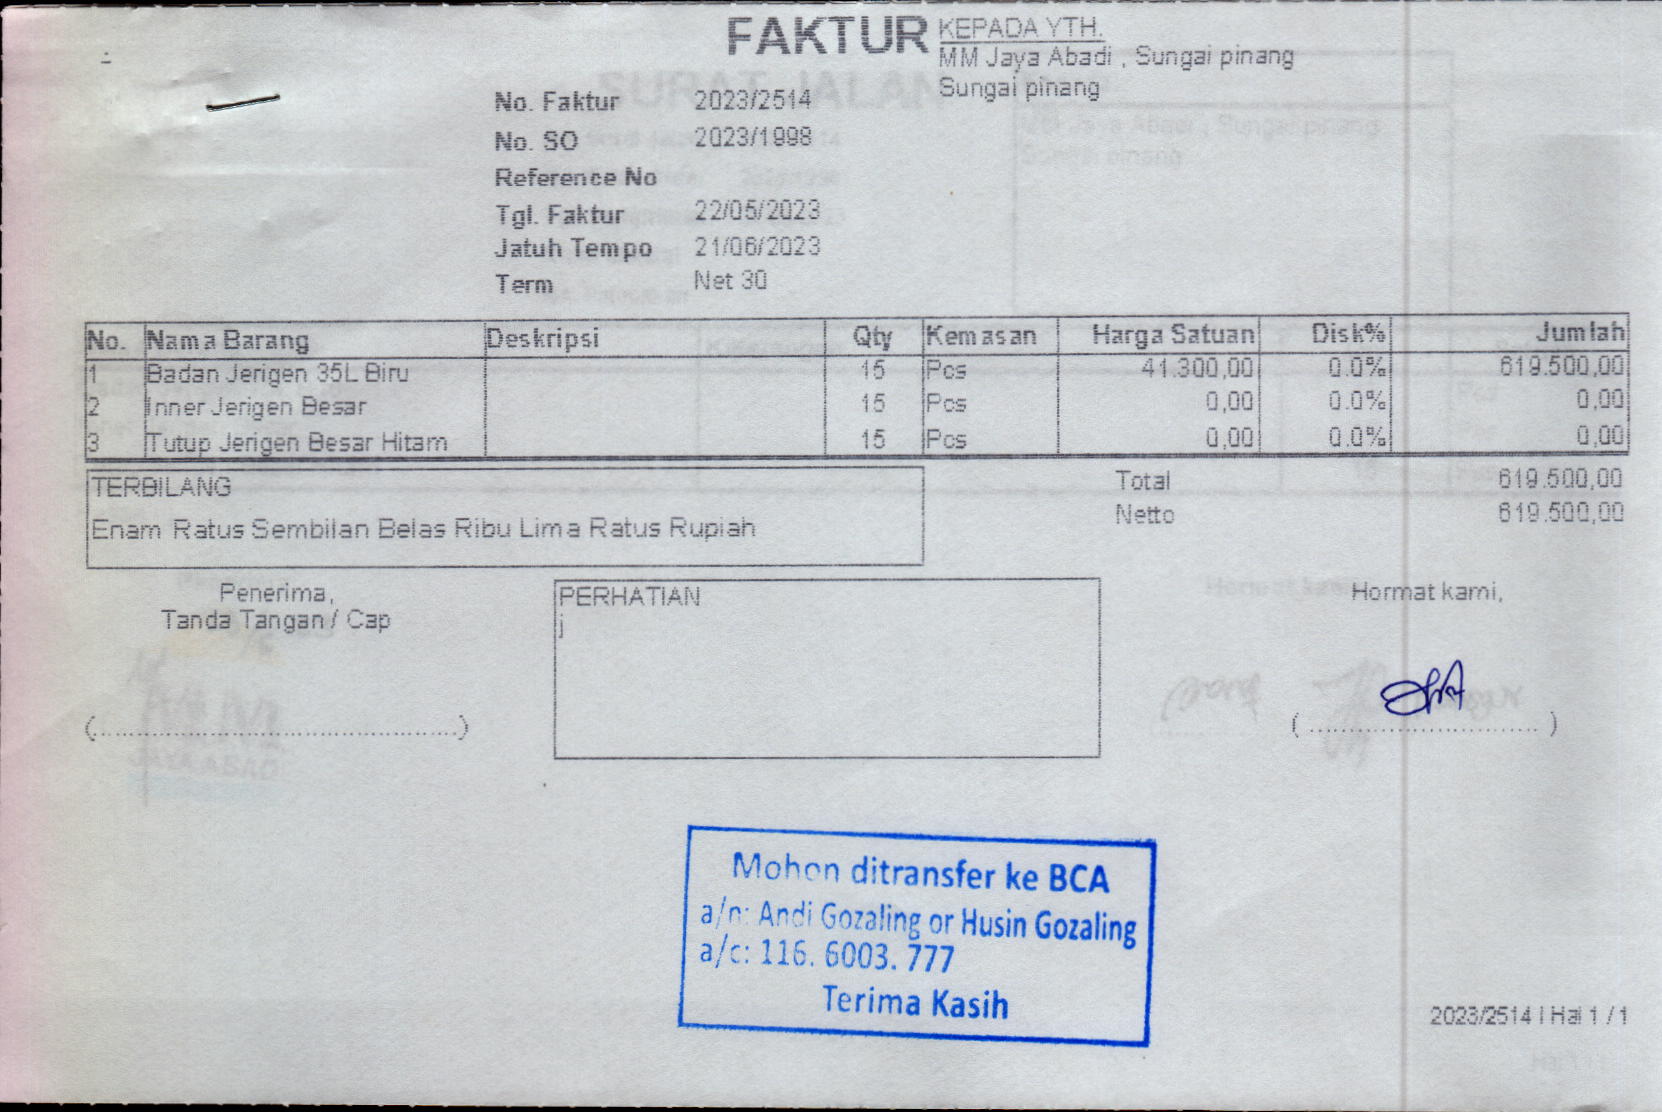 FAKTUR
KEPADA YTH.
MM Jaya Abadi , Sungai pinang
Sungai pinang
No. Faktur 2023/2514
No. SO 2023/1998
Reference No
Tgl. Faktur 22/05/2023
Jatuh Tempo 21/06/2023
Term Net 30
No. Nama Barang Deskripsi Qty Kemasan Harga Satuan Disk% Jumlah
1 Badan Jerigen 35L Biru 15 Pcs 41.300,00 0.0% 619.500,00
2 Inner Jerigen Besar 15 Pcs 0,00 0.0% 0,00
3 Tutup Jerigen Besar Hitam 15 Pcs 0,00 0.0% 0,00
TERBILANG
Enam Ratus Sembilan Belas Ribu Lima Ratus Rupiah
Total 619.500,00
Netto 619.500,00
Penerima,
Tanda Tangan / Cap
(..............................................)
PERHATIAN
j
Hormat kami,
( ............................. )
Mohon ditransfer ke BCA
a/n: Andi Gozaling or Husin Gozaling
a/c: 116. 6003. 777
Terima Kasih
2023/2514 | Hal 1 / 1